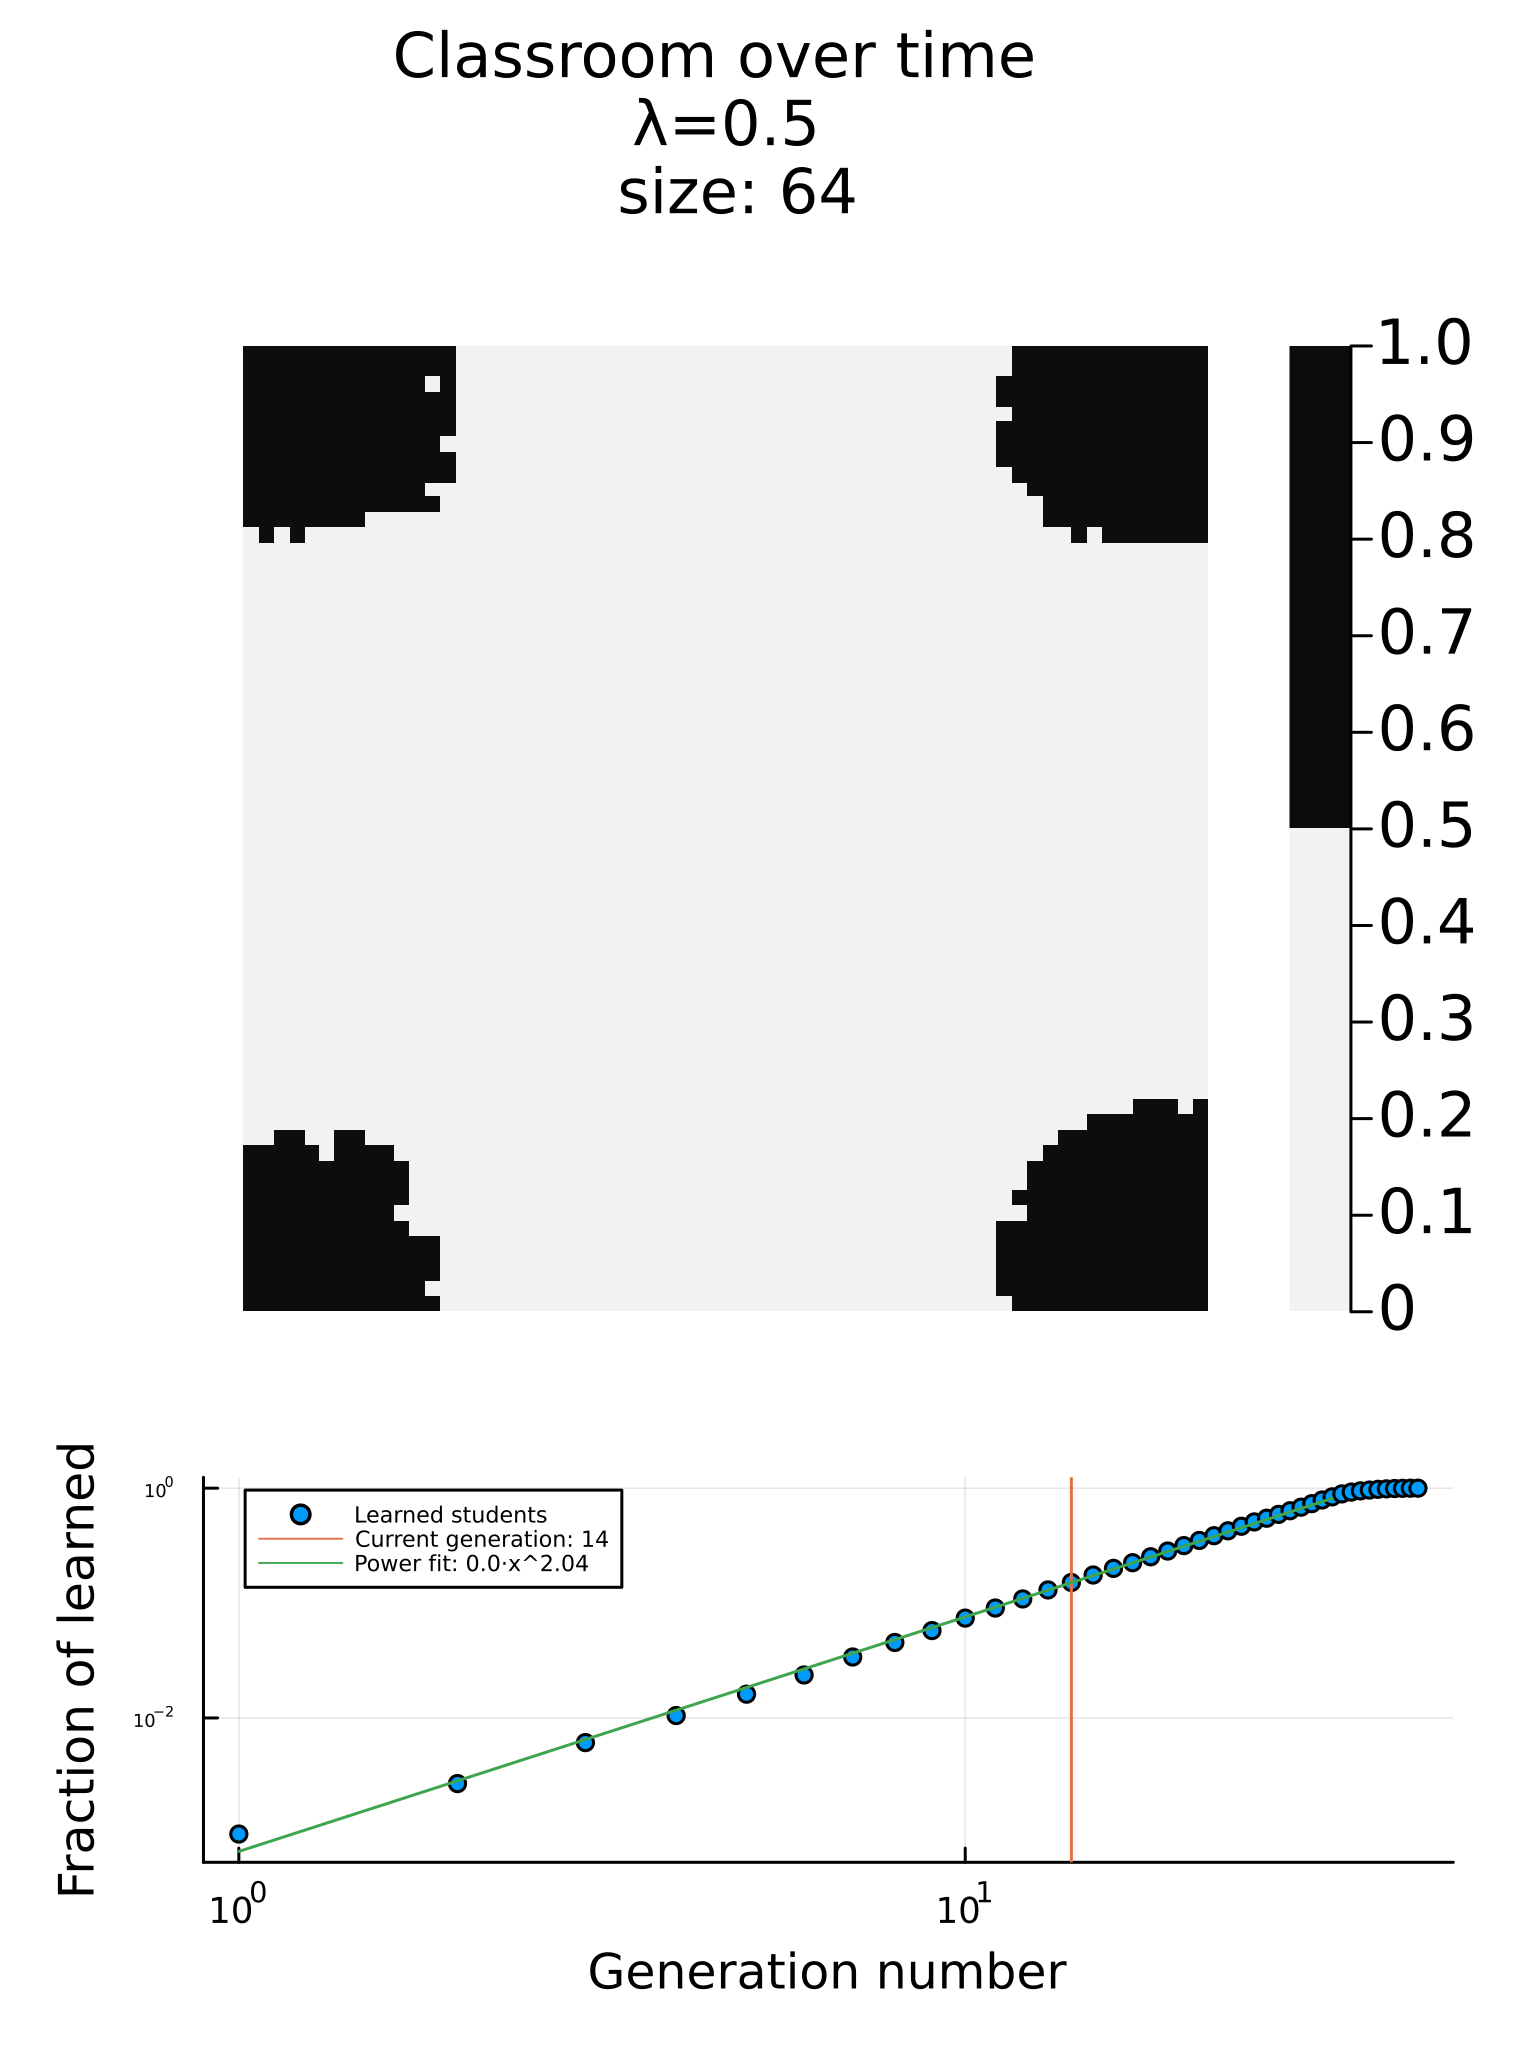 Classroom over time
λ=0.5
size: 64
1.0
0.9
0.8
0.7
0.6
0.5
0.4
0.3
0.2
0.1
0
Fraction of learned
10^0
10^−2
Learned students
Current generation: 14
Power fit: 0.0·x^2.04
10^0
10^1
Generation number